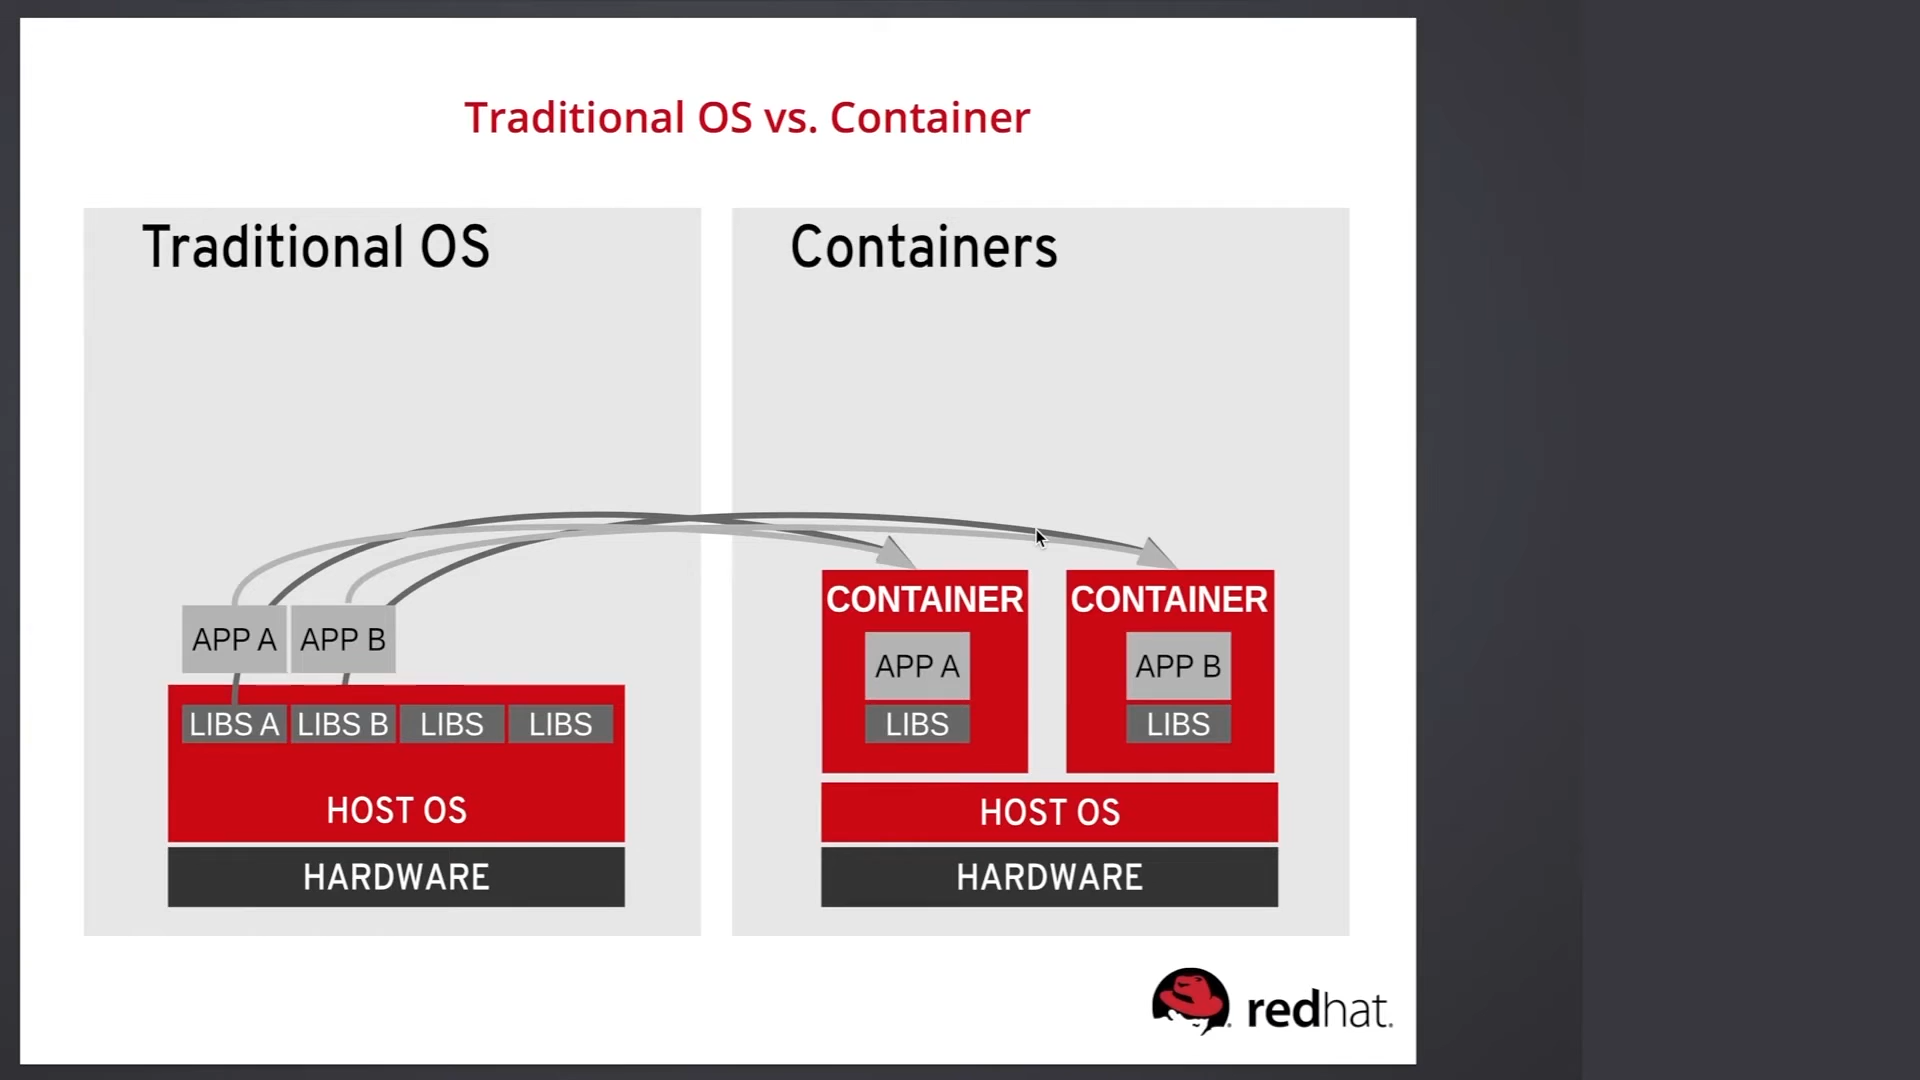 Traditional OS vs. Container
Traditional OS
APP A
APP B
LIBS A
LIBS B
LIBS
LIBS
HOST OS
HARDWARE
Containers
CONTAINER
APP A
LIBS
CONTAINER
APP B
LIBS
HOST OS
HARDWARE
redhat.